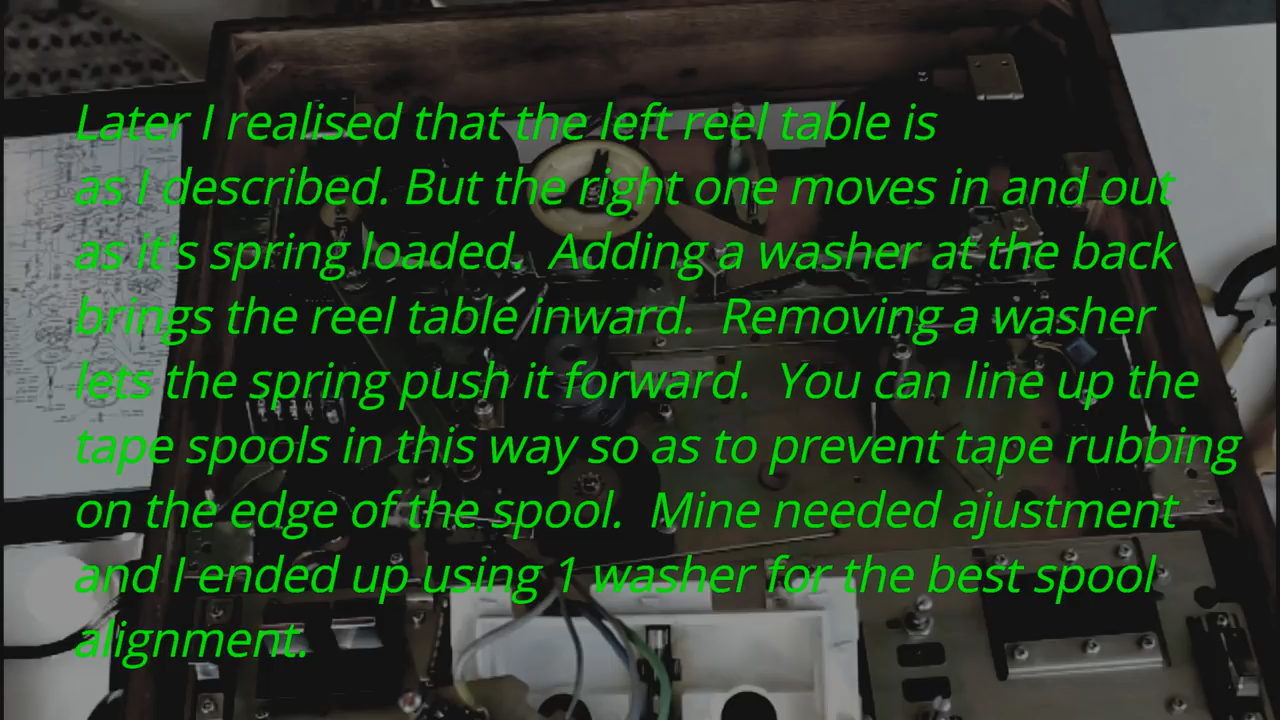 Later I realised that the left reel table is
as I described. But the right one moves in and out
as it's spring loaded.  Adding a washer at the back
brings the reel table inward.  Removing a washer
lets the spring push it forward.  You can line up the
tape spools in this way so as to prevent tape rubbing
on the edge of the spool.  Mine needed ajustment
and I ended up using 1 washer for the best spool
alignment.